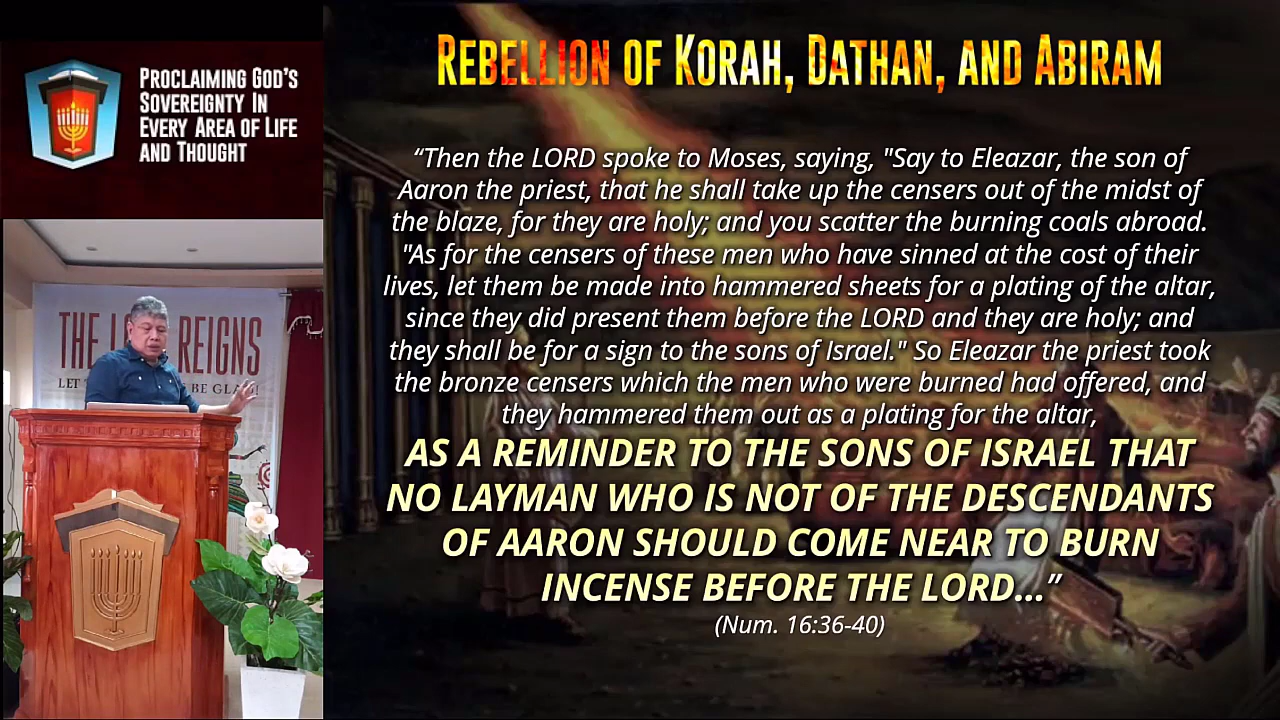 PROCLAIMING GOD'S
SOVEREIGNTY IN
EVERY AREA OF LIFE
AND THOUGHT
THE REIGNS
LET BE GLAD!
REBELLION OF KORAH, DATHAN, AND ABIRAM
“Then the LORD spoke to Moses, saying, "Say to Eleazar, the son of
Aaron the priest, that he shall take up the censers out of the midst of
the blaze, for they are holy; and you scatter the burning coals abroad.
"As for the censers of these men who have sinned at the cost of their
lives, let them be made into hammered sheets for a plating of the altar,
since they did present them before the LORD and they are holy; and
they shall be for a sign to the sons of Israel." So Eleazar the priest took
the bronze censers which the men who were burned had offered, and
they hammered them out as a plating for the altar,
AS A REMINDER TO THE SONS OF ISRAEL THAT
NO LAYMAN WHO IS NOT OF THE DESCENDANTS
OF AARON SHOULD COME NEAR TO BURN
INCENSE BEFORE THE LORD...”
(Num. 16:36-40)